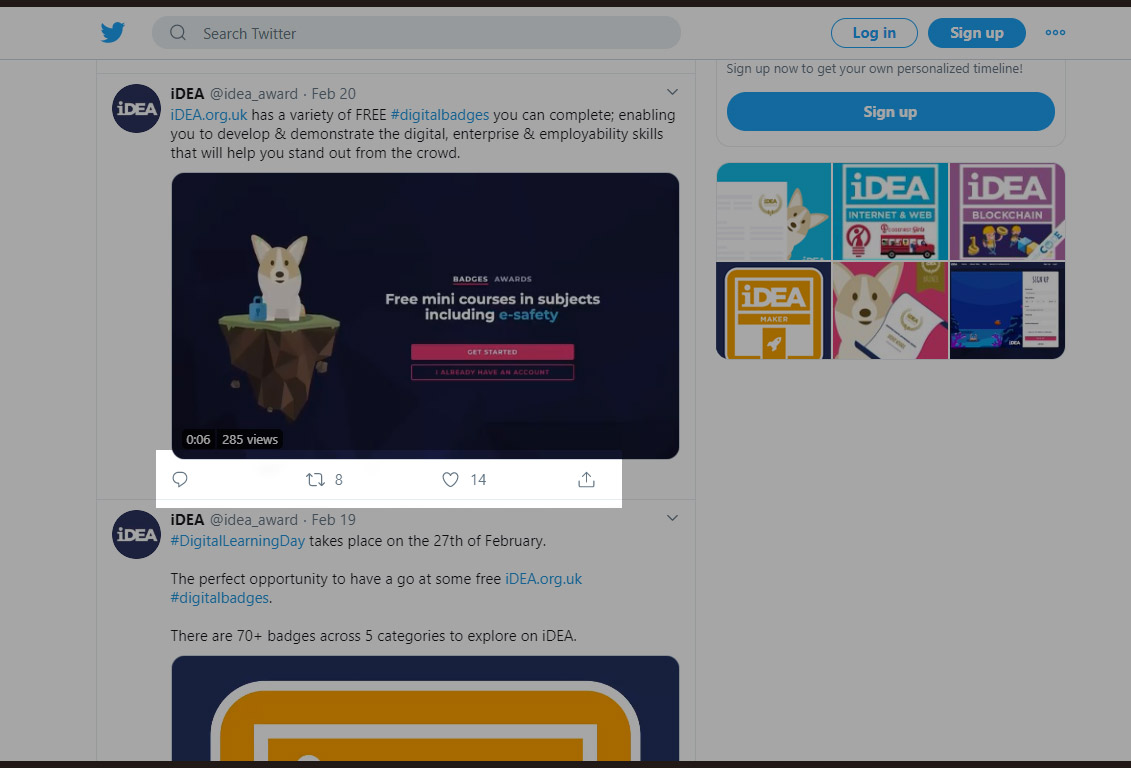 Search Twitter
Log in
Sign up
Sign up now to get your own personalized timeline!
Sign up
iDEA @idea_award · Feb 20
iDEA.org.uk has a variety of FREE #digitalbadges you can complete; enabling
you to develop & demonstrate the digital, enterprise & employability skills
that will help you stand out from the crowd.
iDEA
BADGES AWARDS
Free mini courses in subjects
including e-safety
GET STARTED
I ALREADY HAVE AN ACCOUNT
0:06 285 views
8
14
iDEA
INTERNET & WEB
iDEA
BLOCKCHAIN
iDEA
MAKER
SIGN UP
iDEA
iDEA @idea_award · Feb 19
iDEA
#DigitalLearningDay takes place on the 27th of February.
The perfect opportunity to have a go at some free iDEA.org.uk
#digitalbadges.
There are 70+ badges across 5 categories to explore on iDEA.